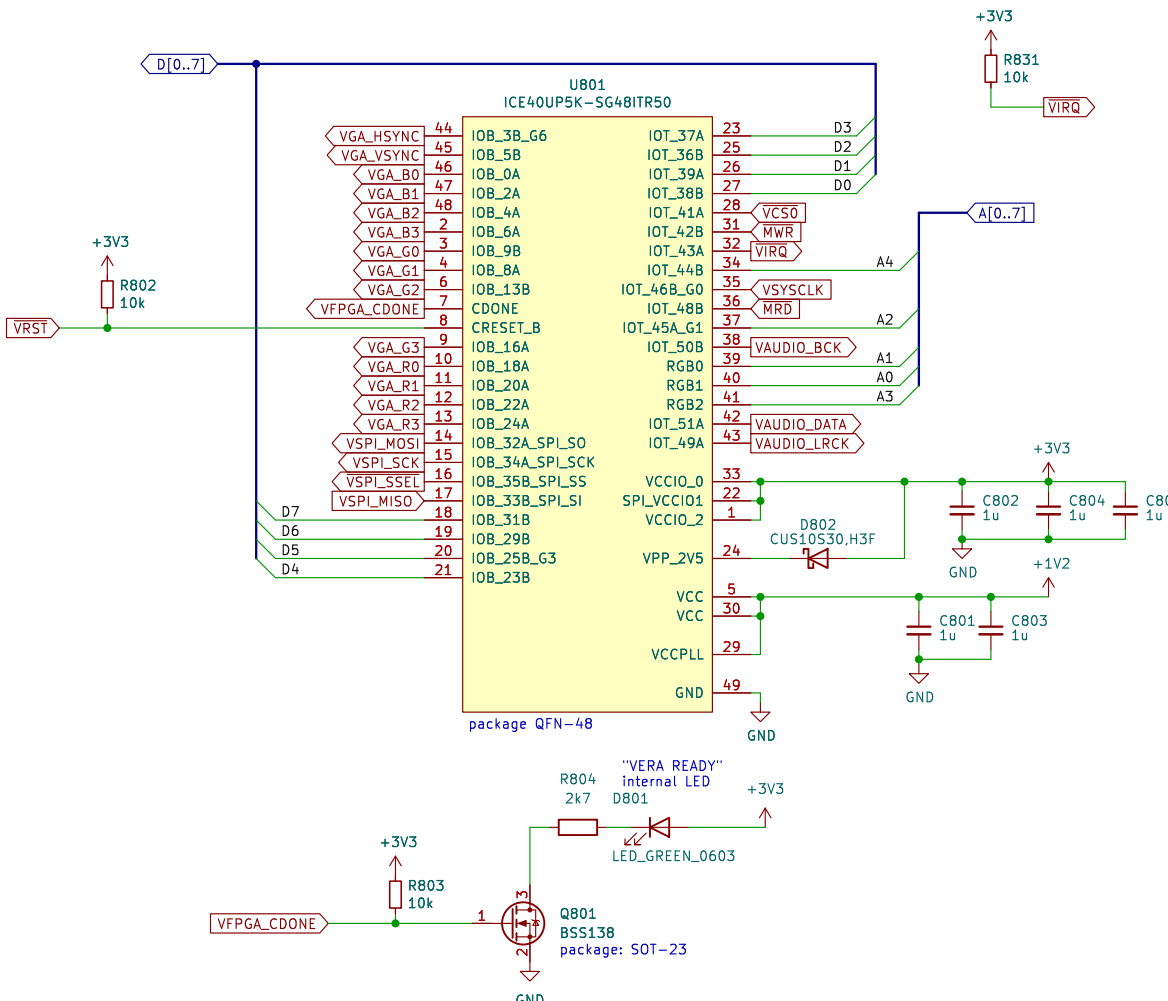 +3V3
R831
10k
VIRQ
D[0..7]
U801
ICE40UP5K-SG48ITR50
VGA_HSYNC 44 IOB_3B_G6 IOT_37A 23 D3
VGA_VSYNC 45 IOB_5B IOT_36B 25 D2
VGA_B0 46 IOB_0A IOT_39A 26 D1
VGA_B1 47 IOB_2A IOT_38B 27 D0
VGA_B2 48 IOB_4A IOT_41A 28 VCS0 A[0..7]
VGA_B3 2 IOB_6A IOT_42B 31 MWR
+3V3
VGA_G0 3 IOB_9B IOT_43A 32 VIRQ
VGA_G1 4 IOB_8A IOT_44B 34 A4
R802
10k
VGA_G2 6 IOB_13B IOT_46B_G0 35 VSYSCLK
VFPGA_CDONE 7 CDONE IOT_48B 36 MRD
VRST 8 CRESET_B IOT_45A_G1 37 A2
VGA_G3 9 IOB_16A IOT_50B 38 VAUDIO_BCK
VGA_R0 10 IOB_18A RGB0 39 A1
VGA_R1 11 IOB_20A RGB1 40 A0
VGA_R2 12 IOB_22A RGB2 41 A3
VGA_R3 13 IOB_24A IOT_51A 42 VAUDIO_DATA
VSPI_MOSI 14 IOB_32A_SPI_SO IOT_49A 43 VAUDIO_LRCK
VSPI_SCK 15 IOB_34A_SPI_SCK
+3V3
VSPI_SSEL 16 IOB_35B_SPI_SS VCCIO_0 33
VSPI_MISO 17 IOB_33B_SPI_SI SPI_VCCIO1 22
C802
1u
C804
1u
1u
D7 18 IOB_31B VCCIO_2 1
D6 19 IOB_29B
D802
CUS10S30,H3F
D5 20 IOB_25B_G3 VPP_2V5 24
D4 21 IOB_23B
GND
+1V2
VCC 5
VCC 30
C801
1u
C803
1u
VCCPLL 29
GND
GND 49
package QFN-48
GND
"VERA READY"
internal LED
R804
2k7
D801
+3V3
LED_GREEN_0603
+3V3
R803
10k
VFPGA_CDONE
1
3
2
Q801
BSS138
package: SOT-23
GND